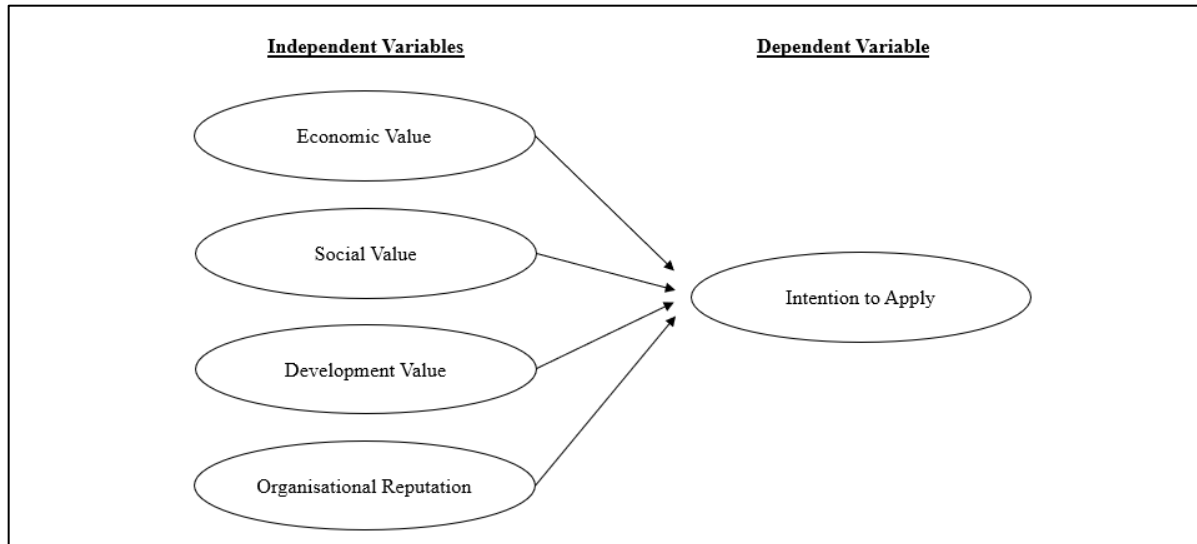 Independent Variables
Dependent Variable
Economic Value
Social Value
Intention to Apply
Development Value
Organisational Reputation